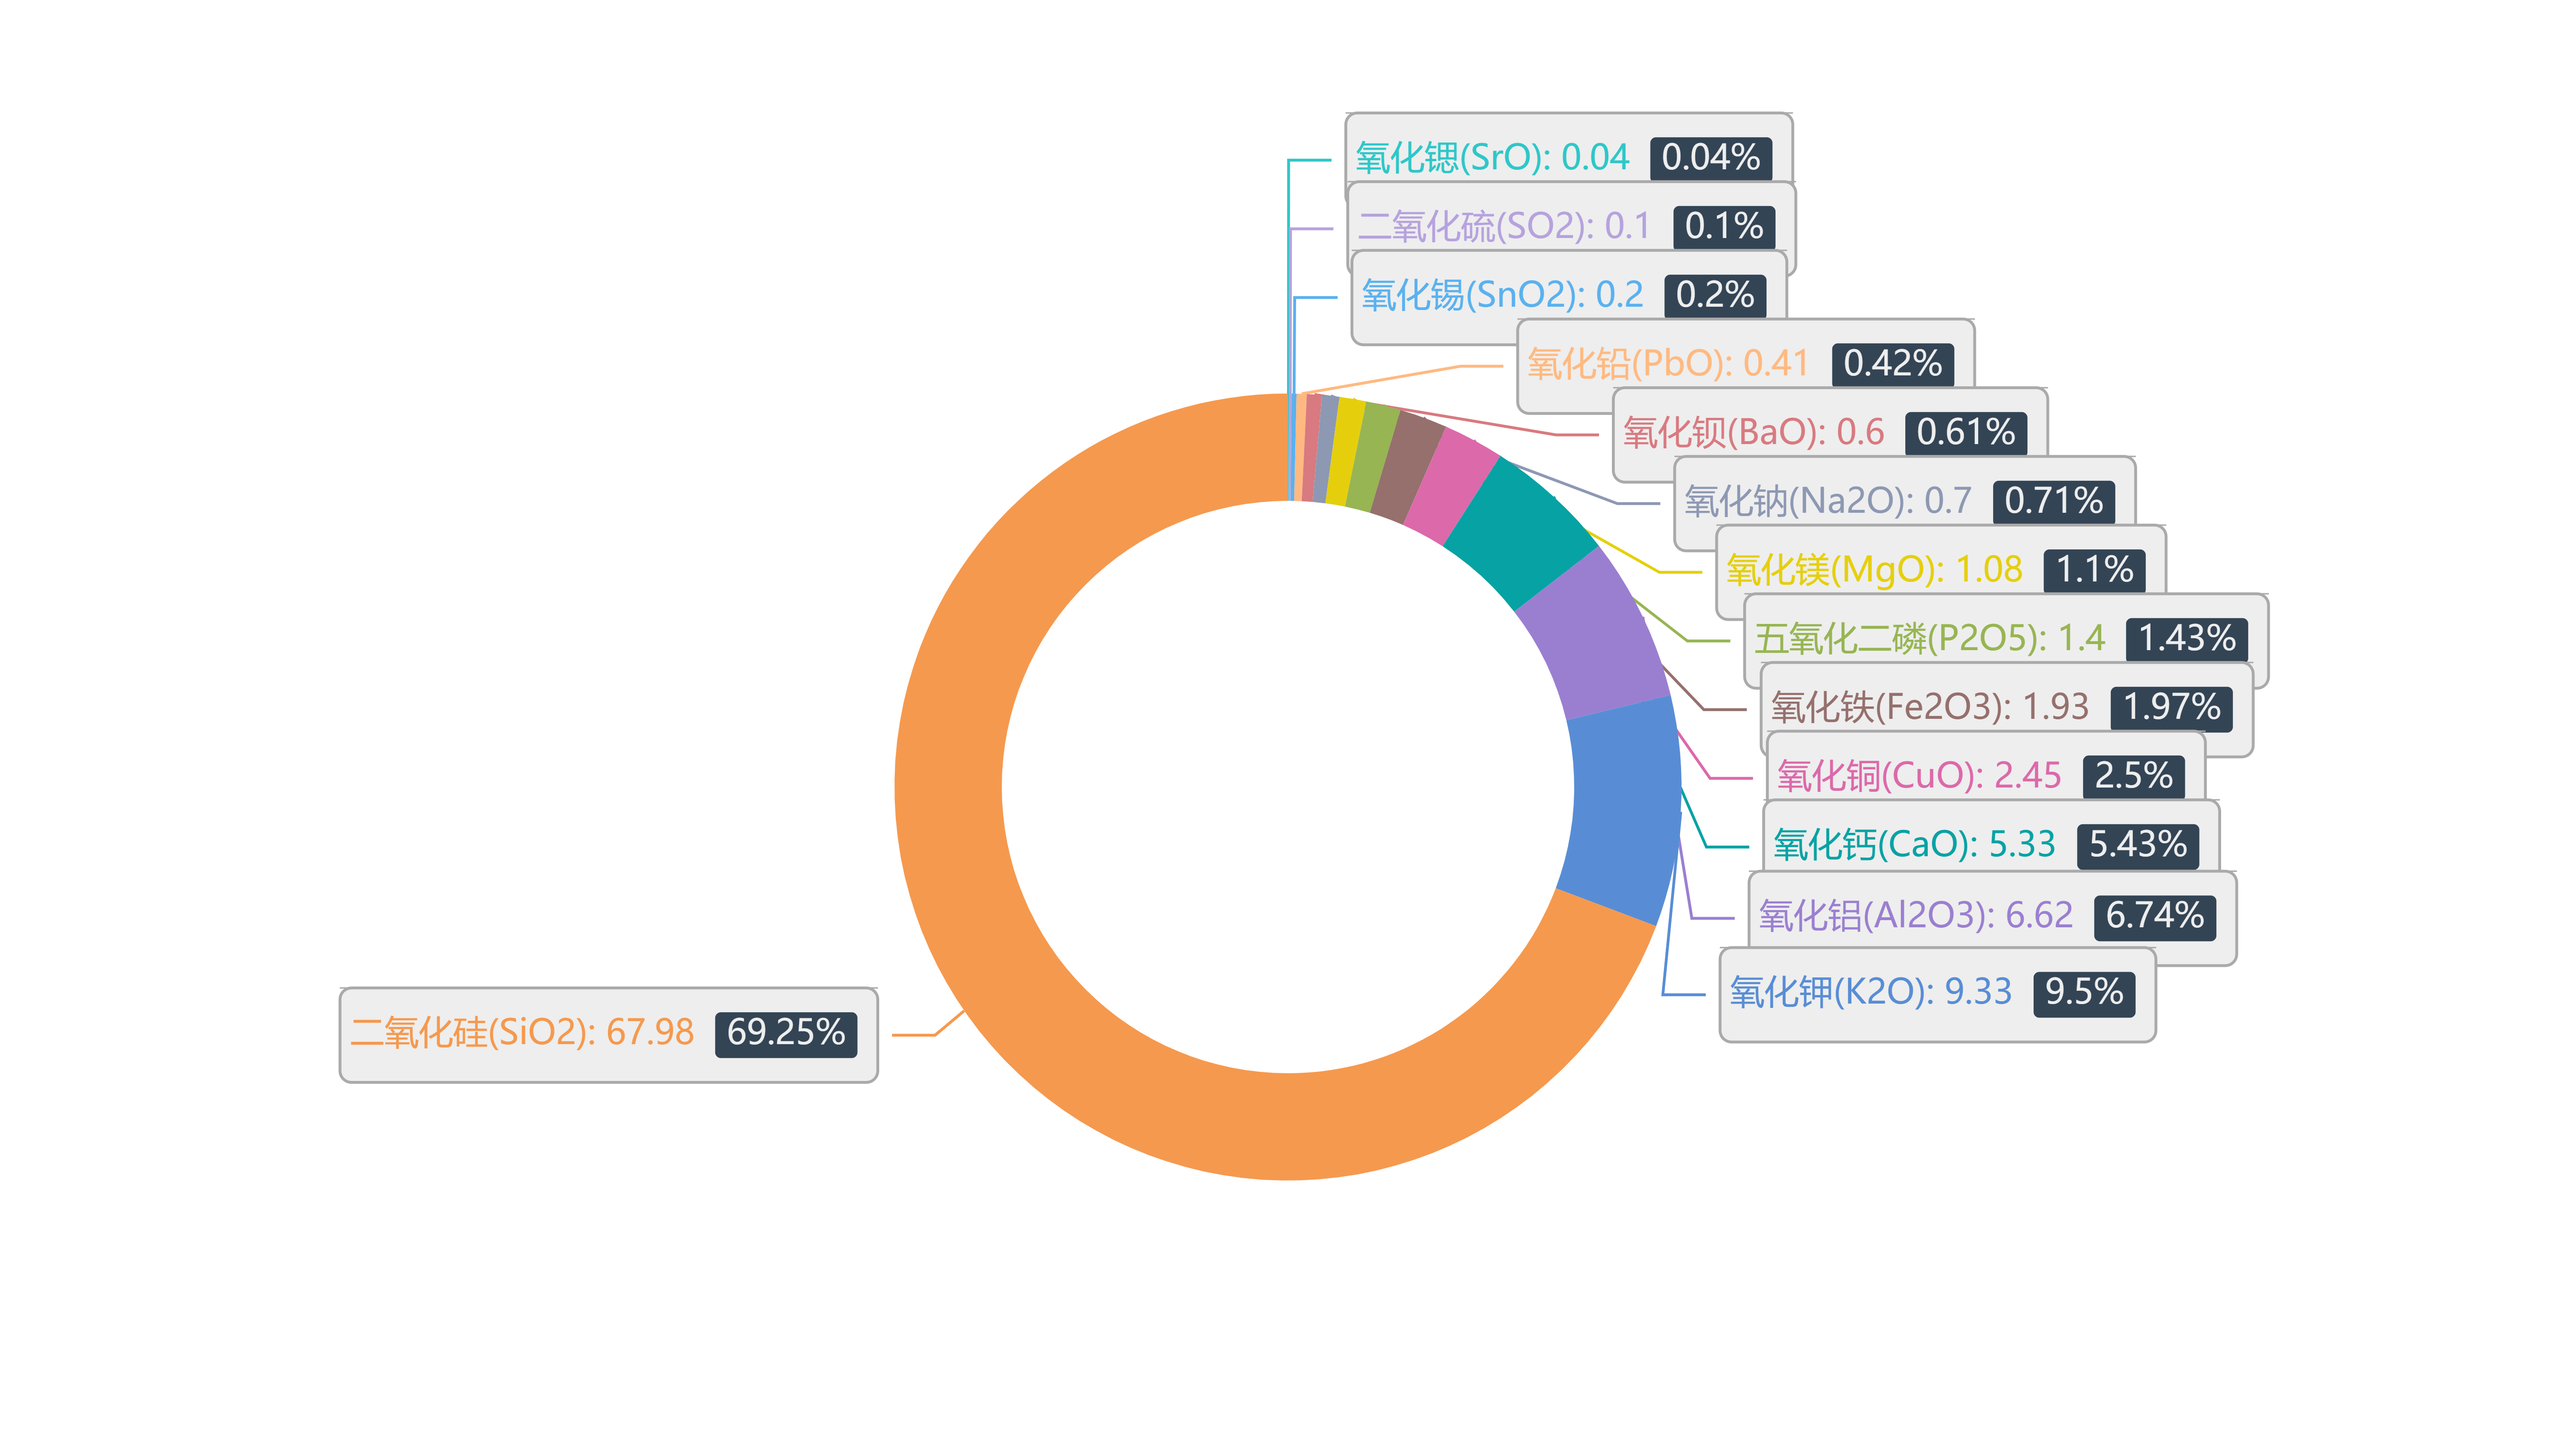 氧化锶(SrO): 0.04 0.04%
二氧化硫(SO2): 0.1 0.1%
氧化锡(SnO2): 0.2 0.2%
氧化铅(PbO): 0.41 0.42%
氧化钡(BaO): 0.6 0.61%
氧化钠(Na2O): 0.7 0.71%
氧化镁(MgO): 1.08 1.1%
五氧化二磷(P2O5): 1.4 1.43%
氧化铁(Fe2O3): 1.93 1.97%
氧化铜(CuO): 2.45 2.5%
氧化钙(CaO): 5.33 5.43%
氧化铝(Al2O3): 6.62 6.74%
氧化钾(K2O): 9.33 9.5%
二氧化硅(SiO2): 67.98 69.25%